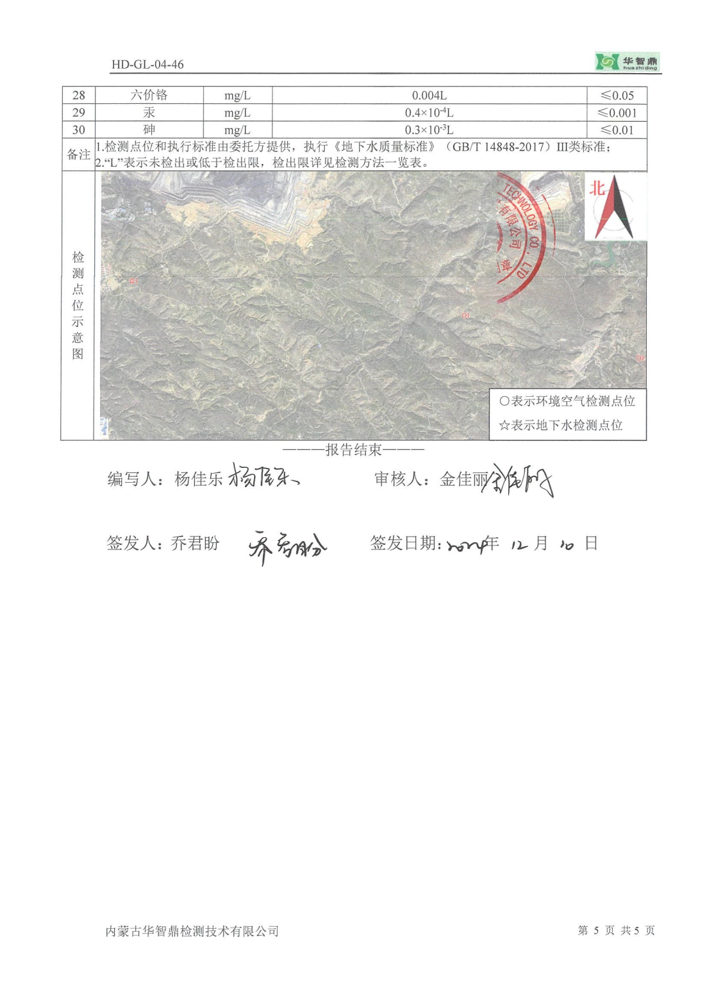 HD-GL-04-46
华智鼎
huazhiding
28 六价铬 mg/L 0.004L ≤0.05
29 汞 mg/L 0.4×10⁻⁴L ≤0.001
30 砷 mg/L 0.3×10⁻³L ≤0.01
备注 1.检测点位和执行标准由委托方提供，执行《地下水质量标准》（GB/T 14848-2017）III类标准；
2.“L”表示未检出或低于检出限，检出限详见检测方法一览表。
检测点位示意图
北
TECHNOLOGY CO., LTD
有限公司
章
☆1
○1
○2
○表示环境空气检测点位
☆表示地下水检测点位
———报告结束———
编写人：杨佳乐 杨佳乐 审核人：金佳丽 金佳丽
签发人：乔君盼 乔君盼 签发日期：2024年 12 月 10 日
内蒙古华智鼎检测技术有限公司 第 5 页 共 5 页